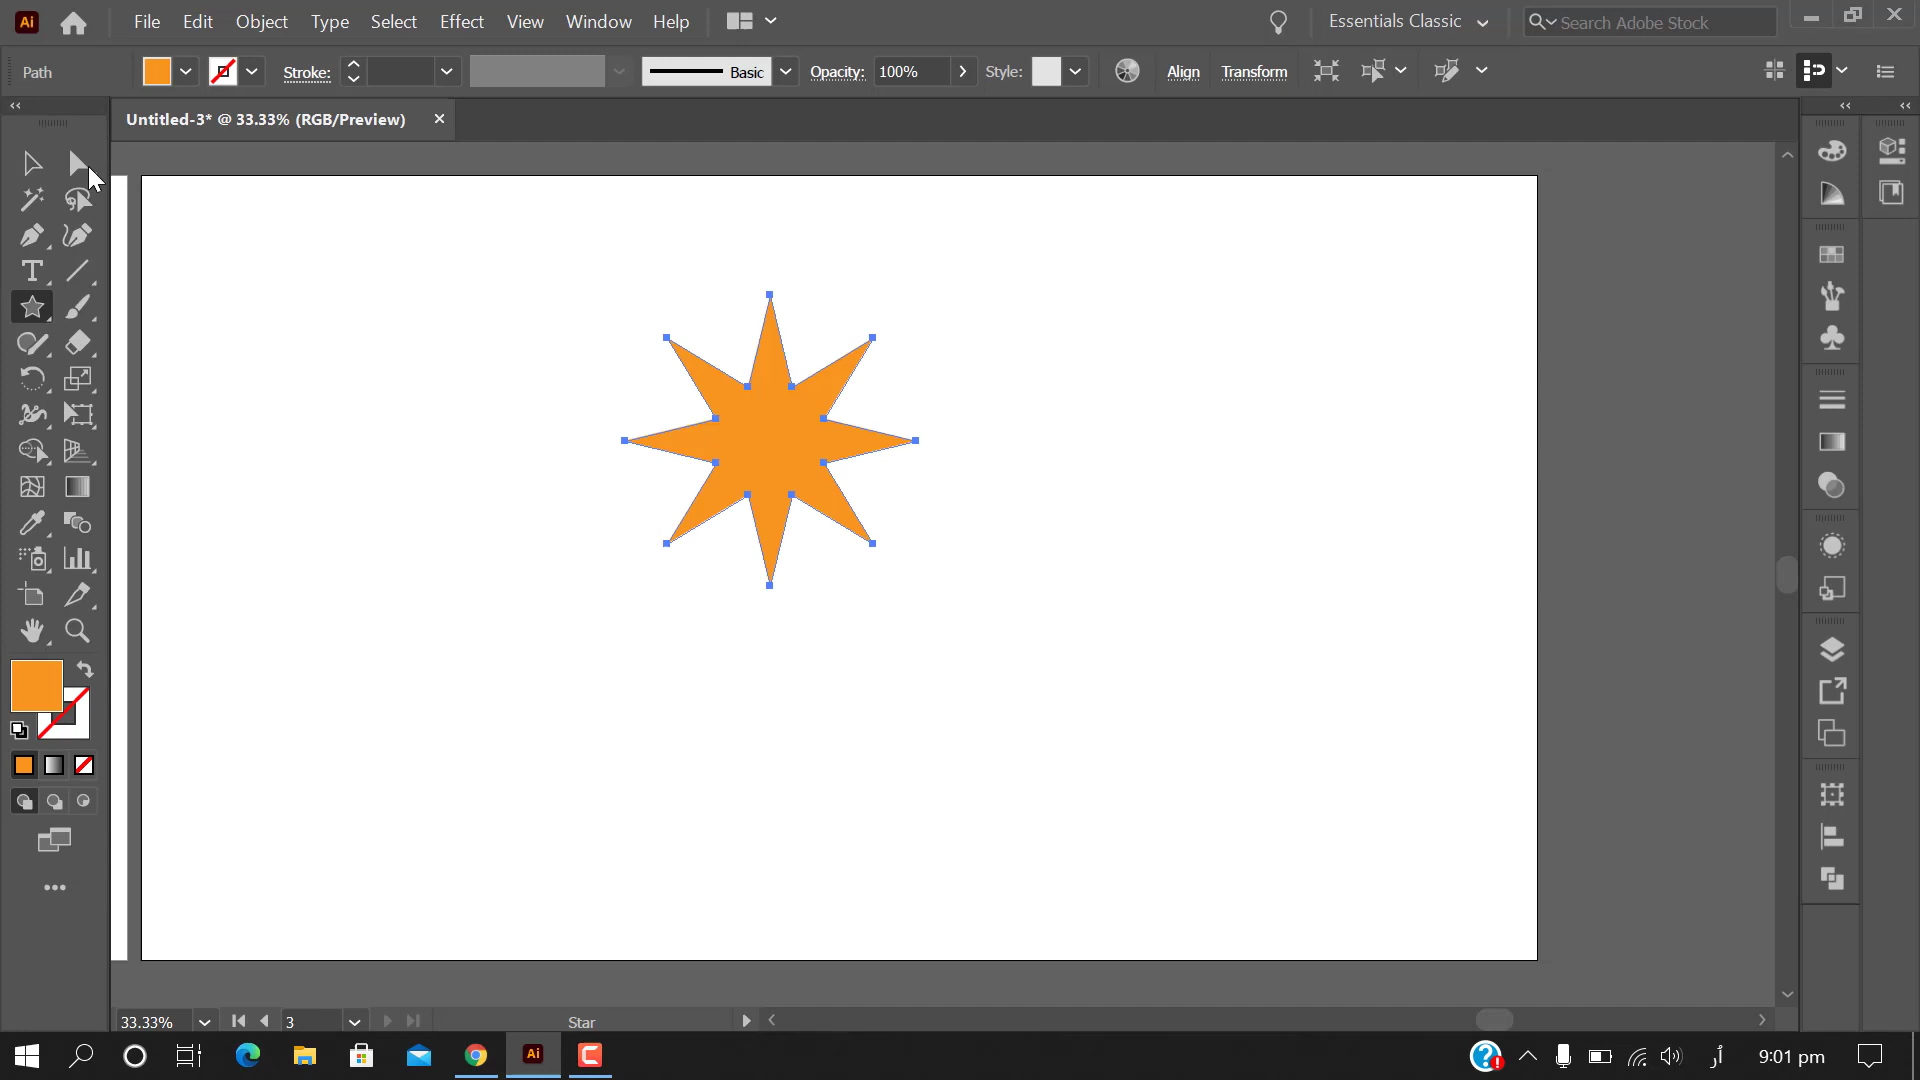 Ai File Edit Object Type Select Effect View Window Help Essentials Classic Search Adobe Stock
Path Stroke: Basic Opacity: 100% Style: Align Transform
Untitled-3* @ 33.33% (RGB/Preview) ×
33.33% 3 Star
Ai 9:01 pm